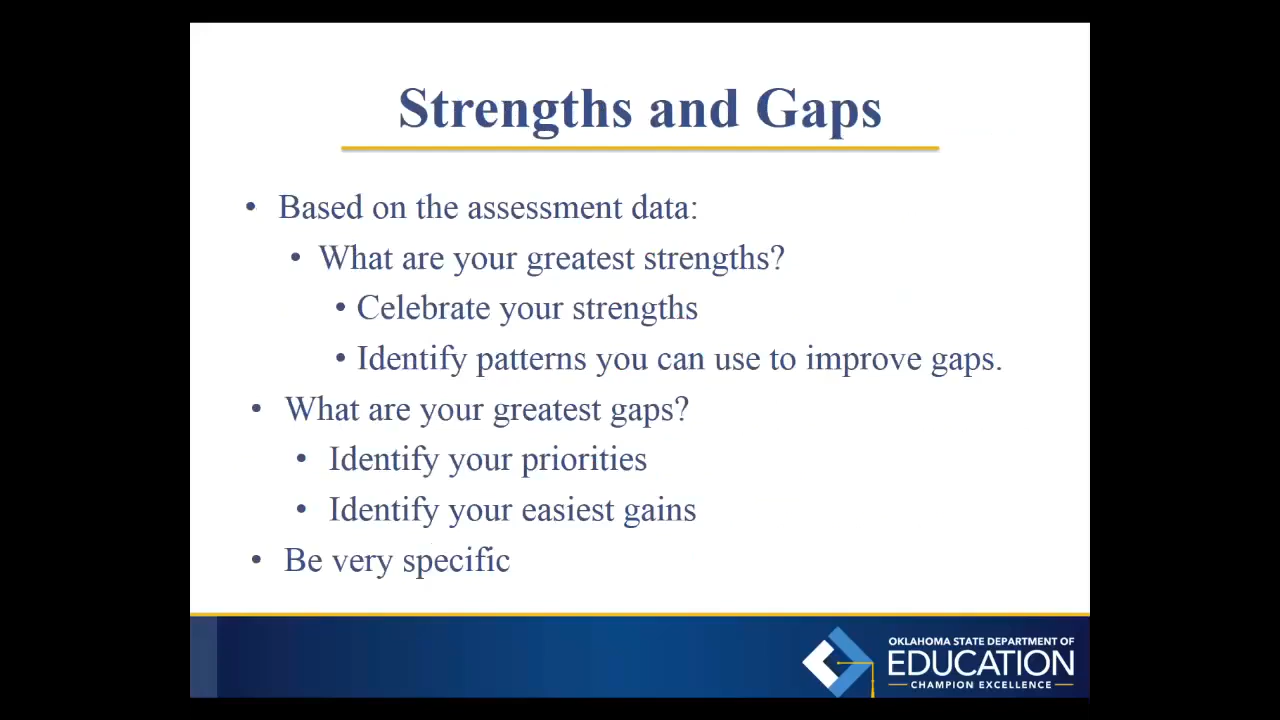 Strengths and Gaps
• Based on the assessment data:
• What are your greatest strengths?
• Celebrate your strengths
• Identify patterns you can use to improve gaps.
• What are your greatest gaps?
• Identify your priorities
• Identify your easiest gains
• Be very specific
OKLAHOMA STATE DEPARTMENT OF
EDUCATION
CHAMPION EXCELLENCE